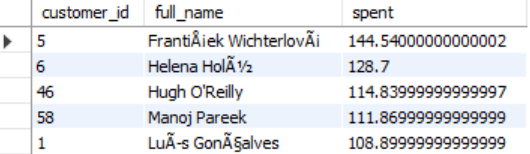 customer_id full_name spent
5 FrantiÅiek WichterlovÃi 144.54000000000002
6 Helena HolÃ½ 128.7
46 Hugh O'Reilly 114.83999999999997
58 Manoj Pareek 111.86999999999999
1 LuÃ-s GonÃ§alves 108.89999999999999